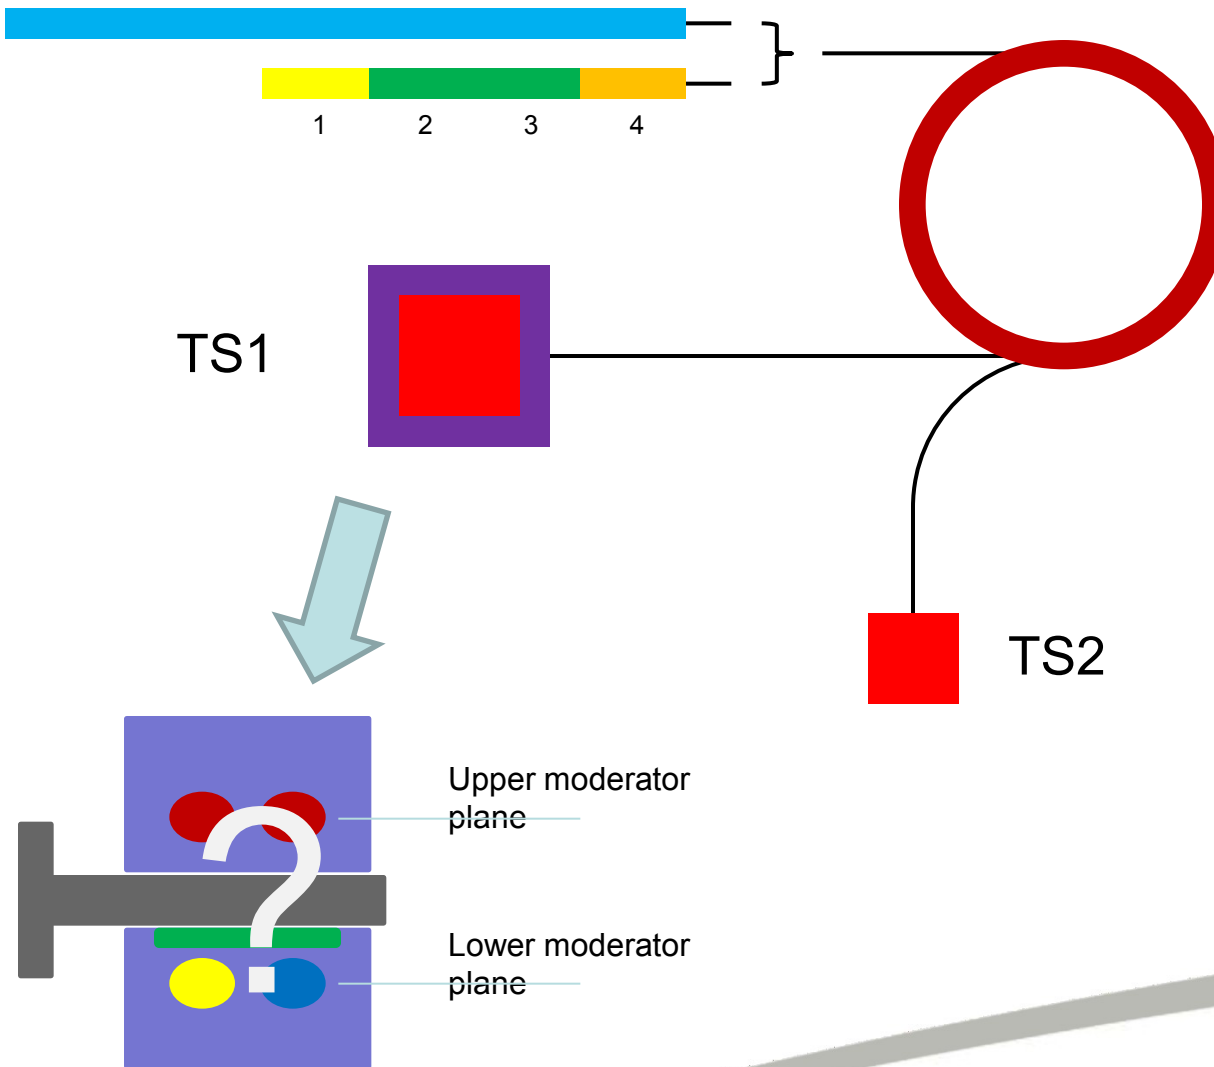 1 2 3 4
TS1
TS2
Upper moderator
plane
?
Lower moderator
plane